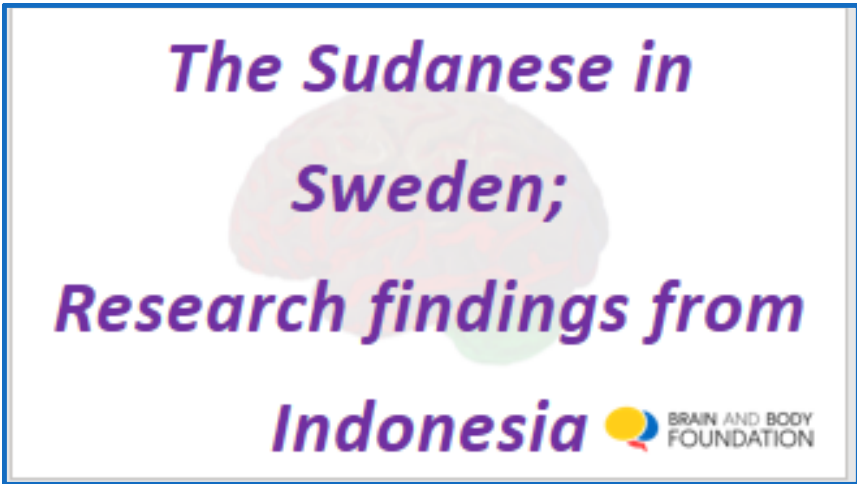 The Sudanese in
Sweden;
Research findings from
Indonesia
BRAIN AND BODY
FOUNDATION